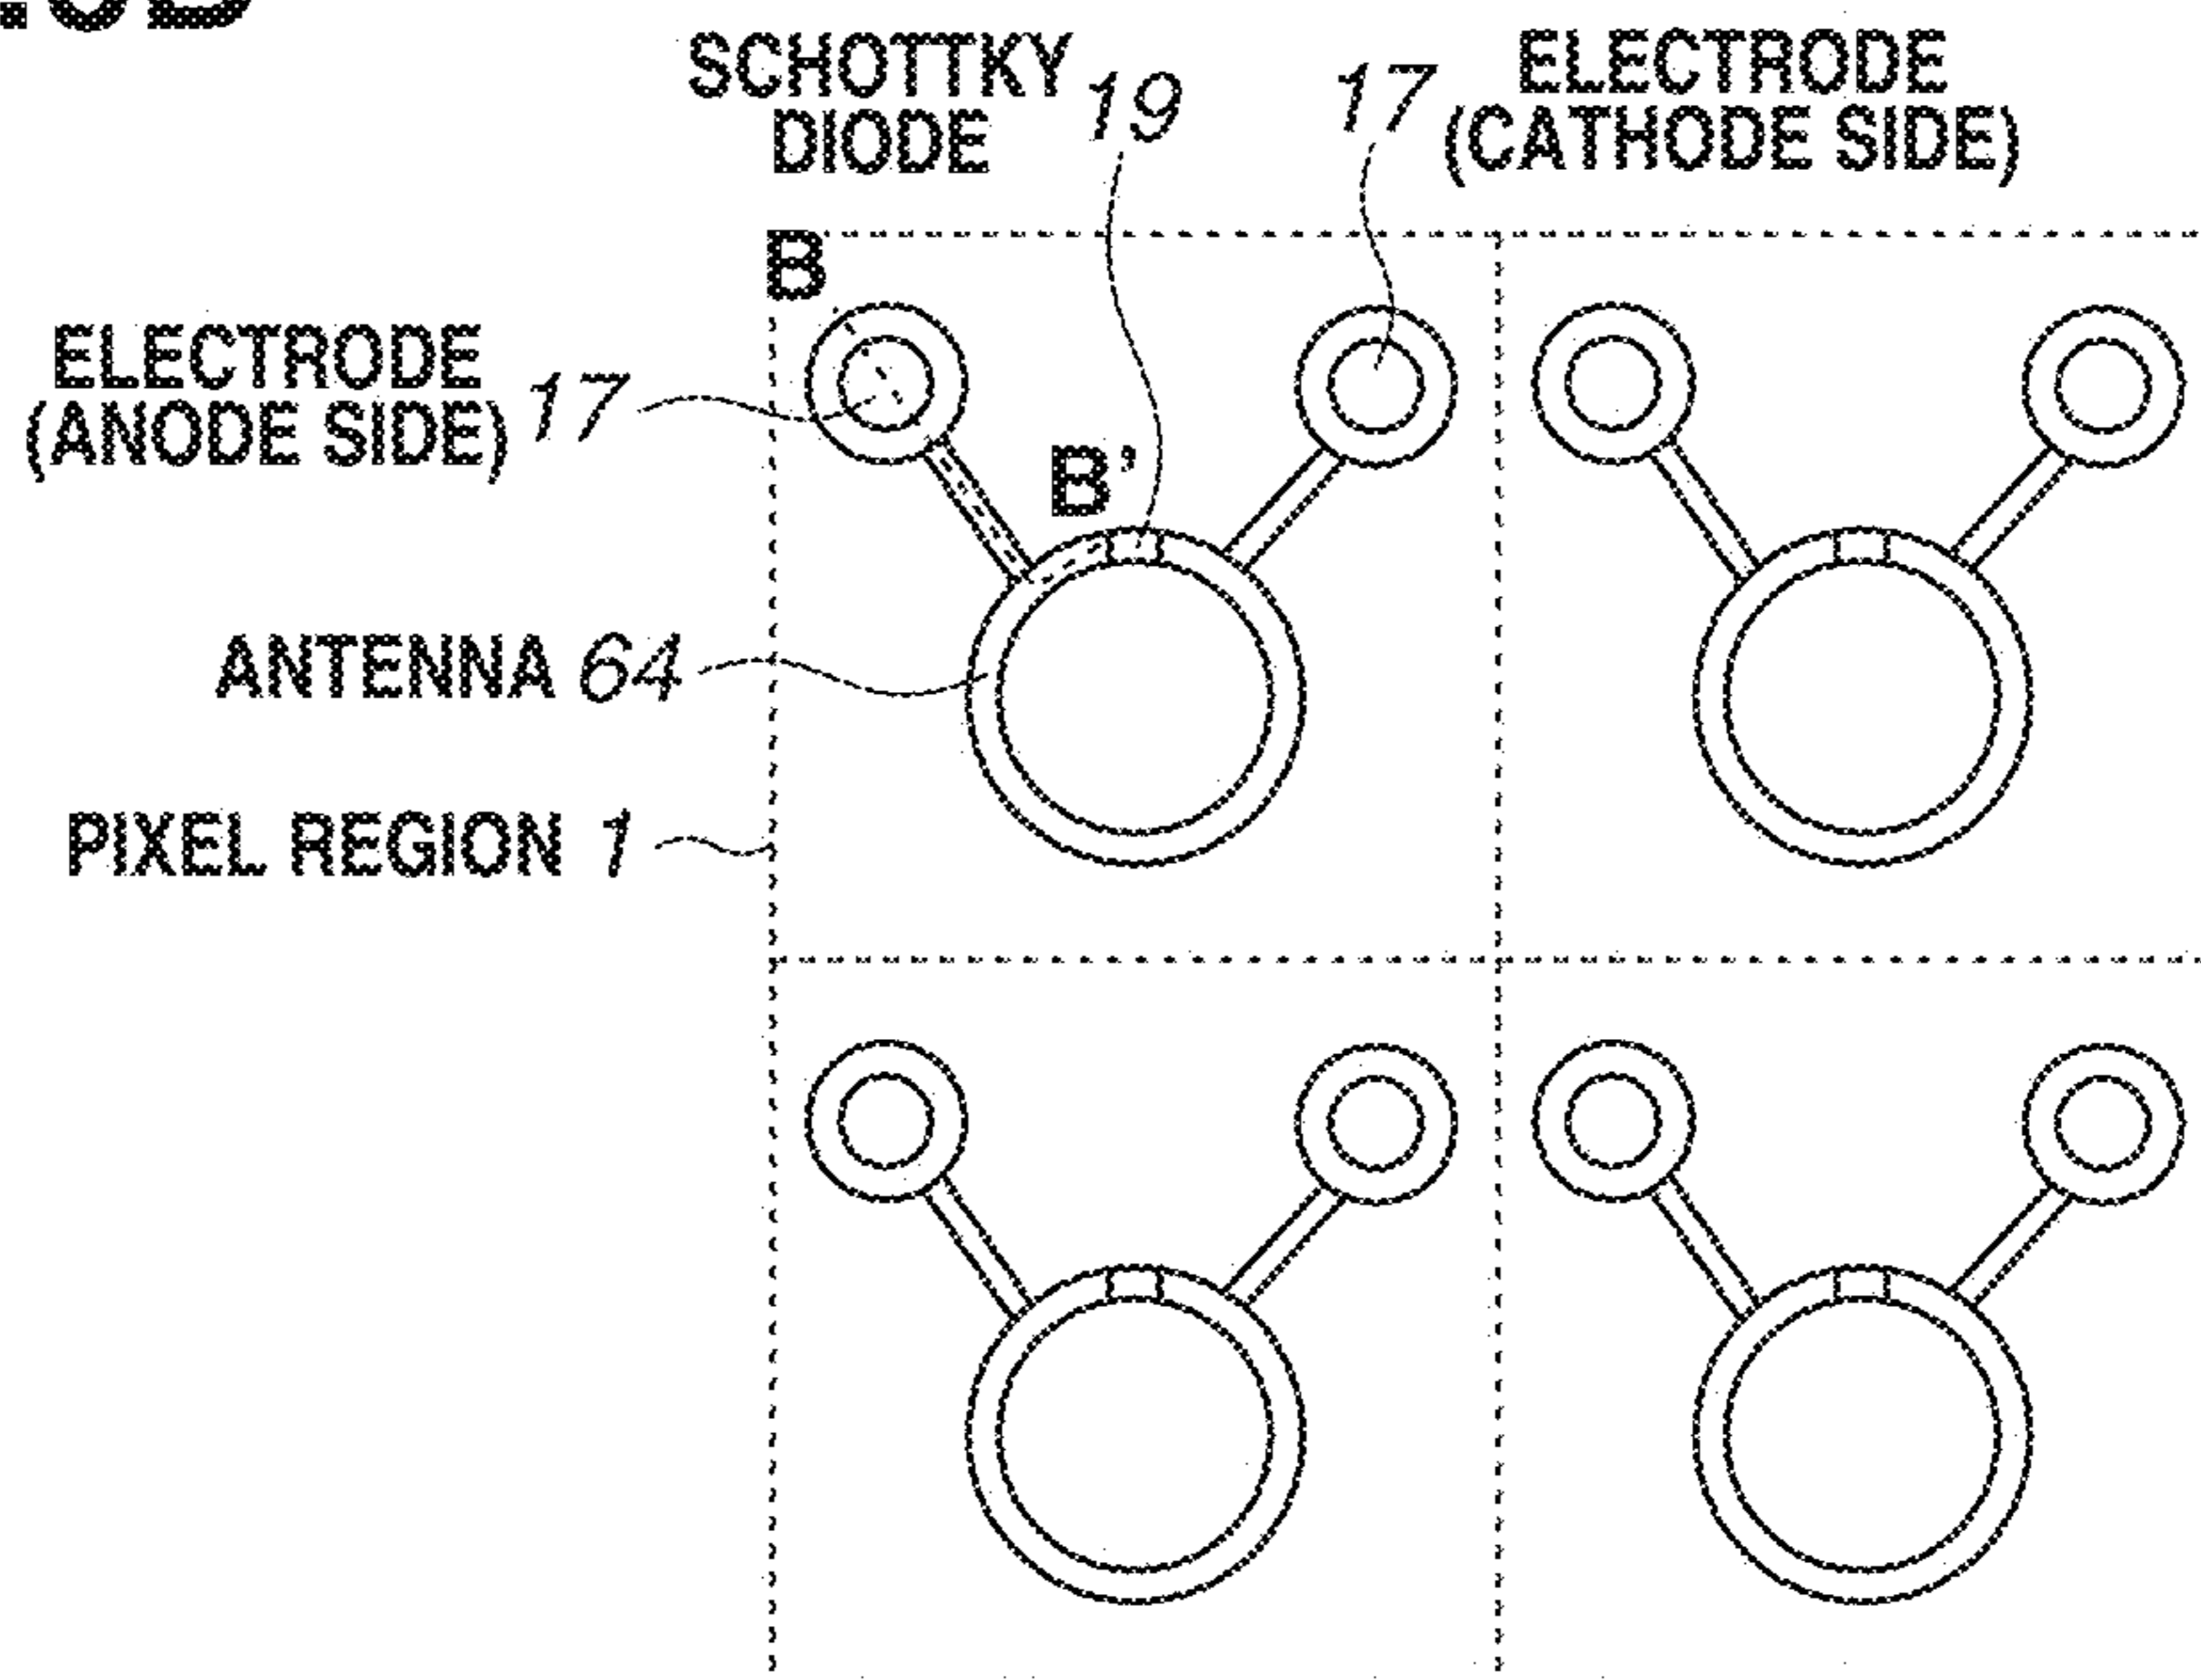 SCHOTTKY
DIODE 19
17 ELECTRODE
(CATHODE SIDE)
B
ELECTRODE
(ANODE SIDE) 17
B'
ANTENNA 64
PIXEL REGION 1